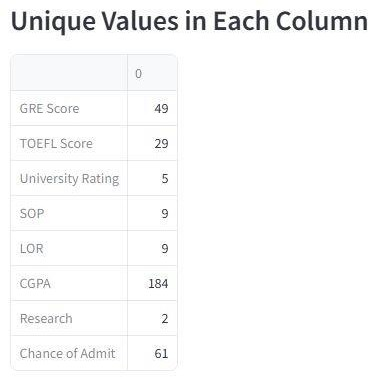 Unique Values in Each Column
0
GRE Score 49
TOEFL Score 29
University Rating 5
SOP 9
LOR 9
CGPA 184
Research 2
Chance of Admit 61